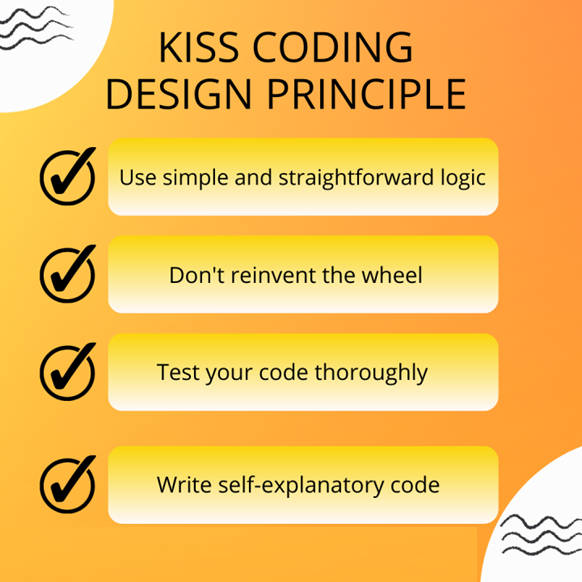 KISS CODING
DESIGN PRINCIPLE
Use simple and straightforward logic
Don't reinvent the wheel
Test your code thoroughly
Write self-explanatory code